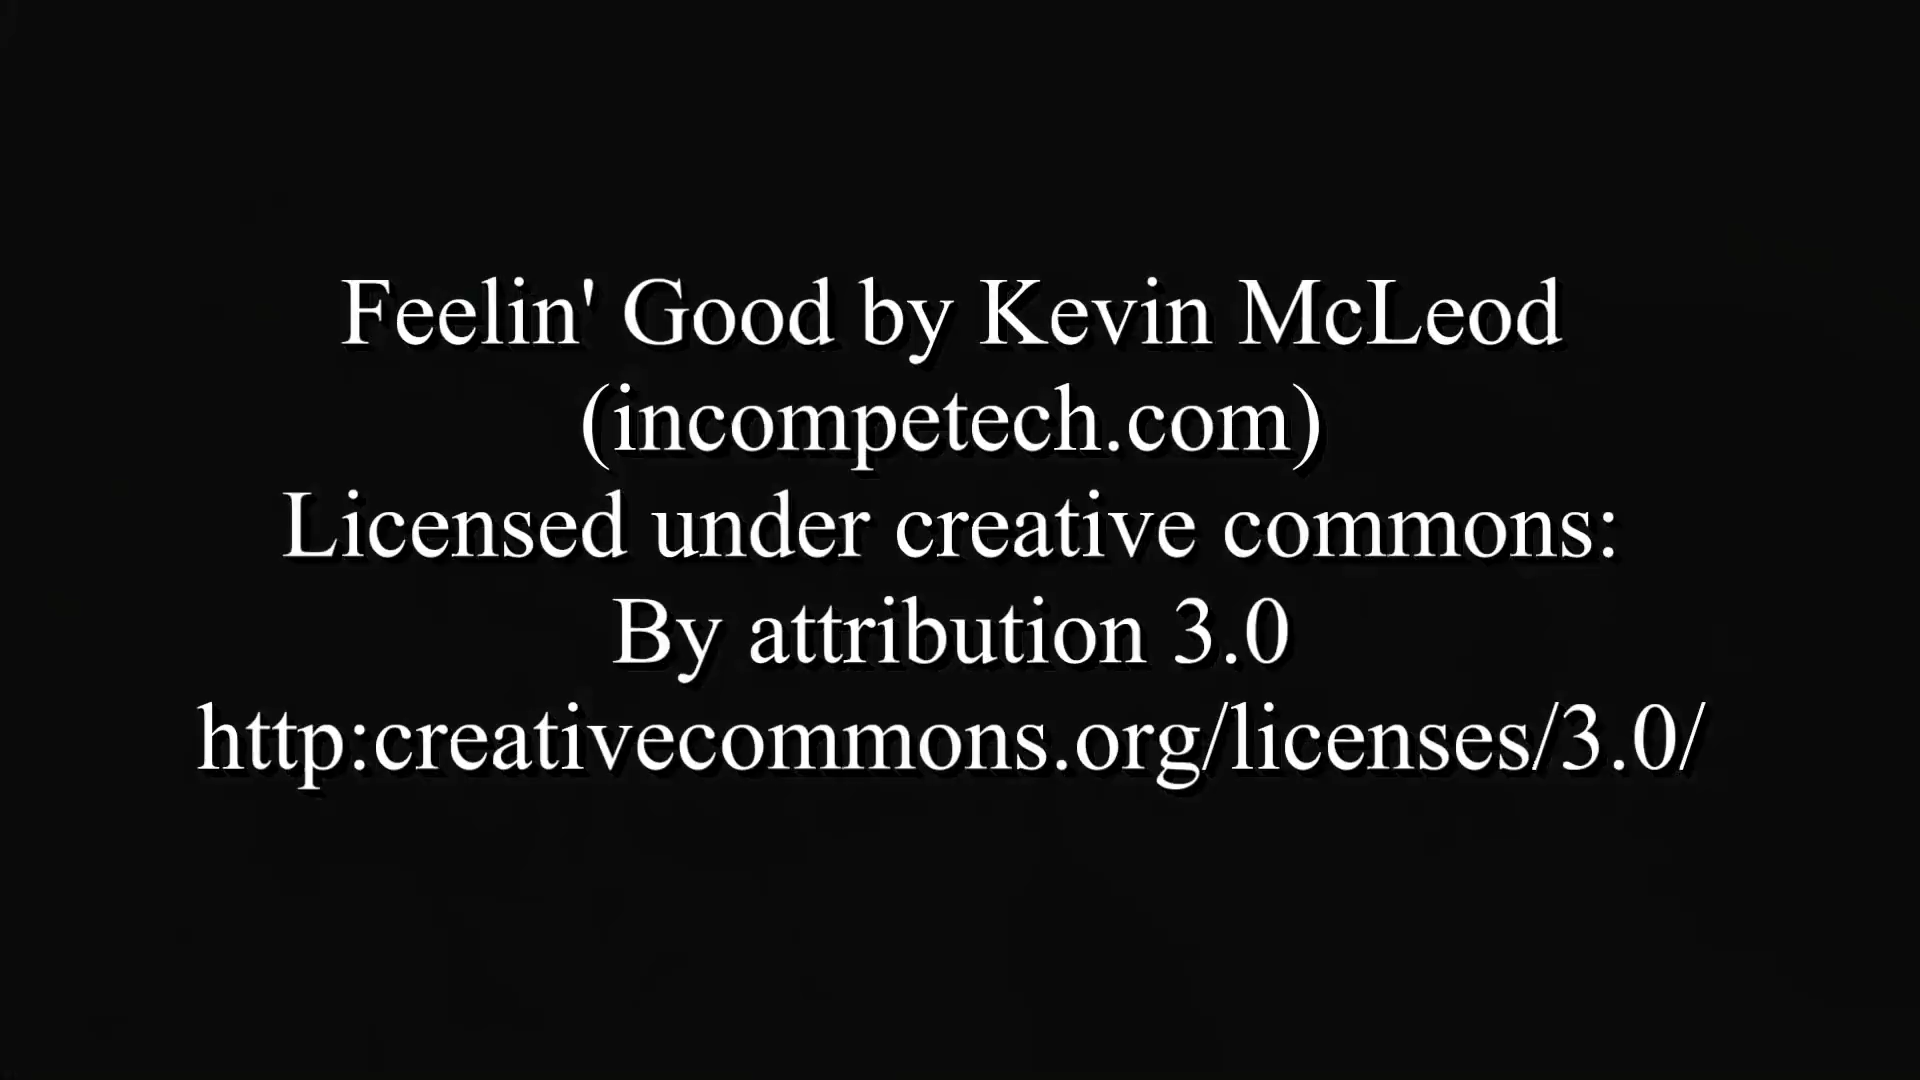 Feelin' Good by Kevin McLeod
(incompetech.com)
Licensed under creative commons:
By attribution 3.0
http:creativecommons.org/licenses/3.0/